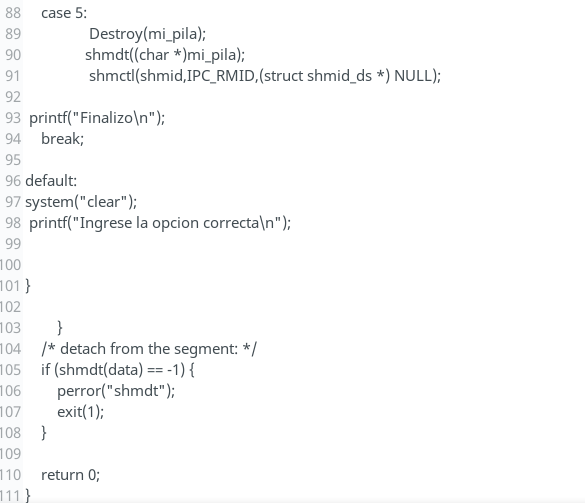 88 case 5:
89 Destroy(mi_pila);
90 shmdt((char *)mi_pila);
91 shmctl(shmid,IPC_RMID,(struct shmid_ds *) NULL);
92
93 printf("Finalizo\n");
94 break;
95
96 default:
97 system("clear");
98 printf("Ingrese la opcion correcta\n");
99
100
101 }
102
103 }
104 /* detach from the segment: */
105 if (shmdt(data) == -1) {
106 perror("shmdt");
107 exit(1);
108 }
109
110 return 0;
111 }